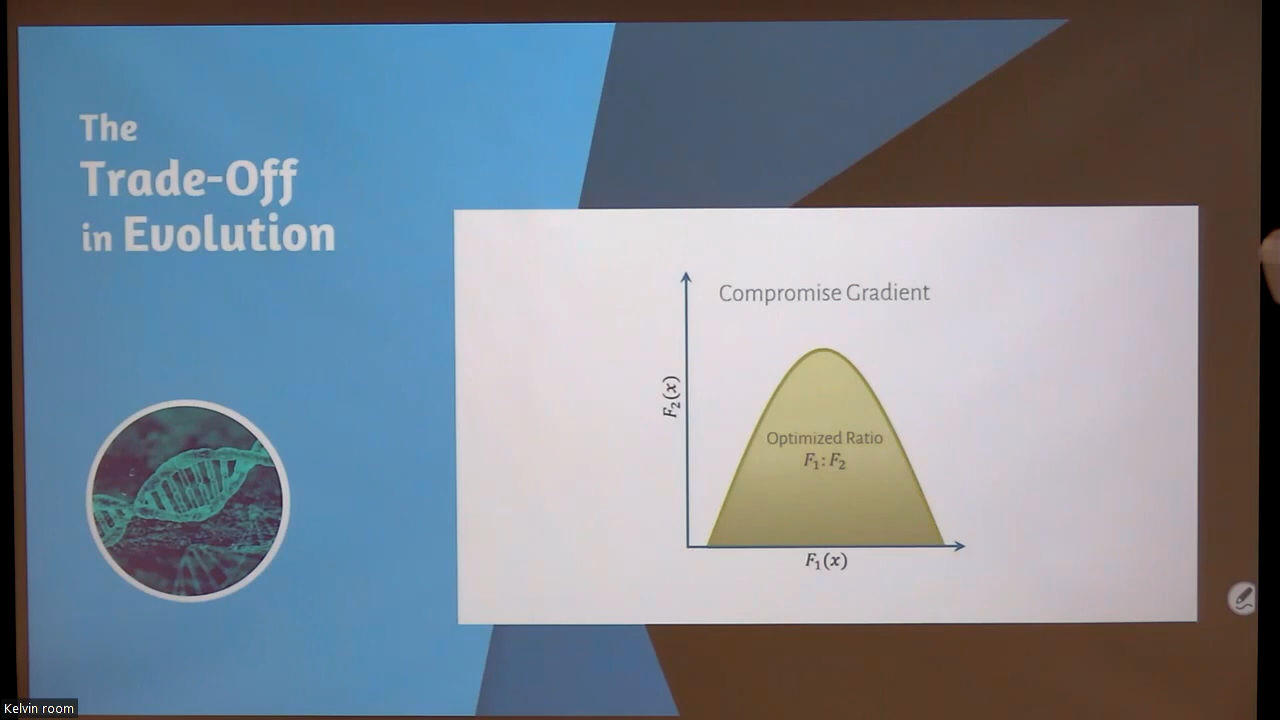 The
Trade-Off
in Evolution
Compromise Gradient
F₂(x)
Optimized Ratio
F₁: F₂
F₁(x)
Kelvin room